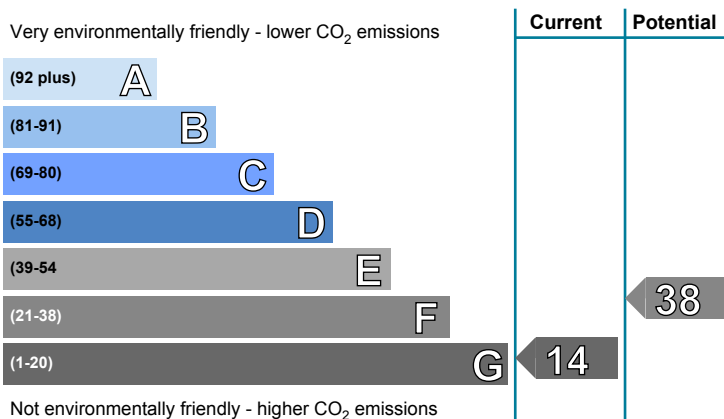 Current Potential
Very environmentally friendly - lower CO2 emissions
(92 plus) A
(81-91) B
(69-80) C
(55-68) D
(39-54 E
(21-38) F
38
(1-20) G
14
Not environmentally friendly - higher CO2 emissions